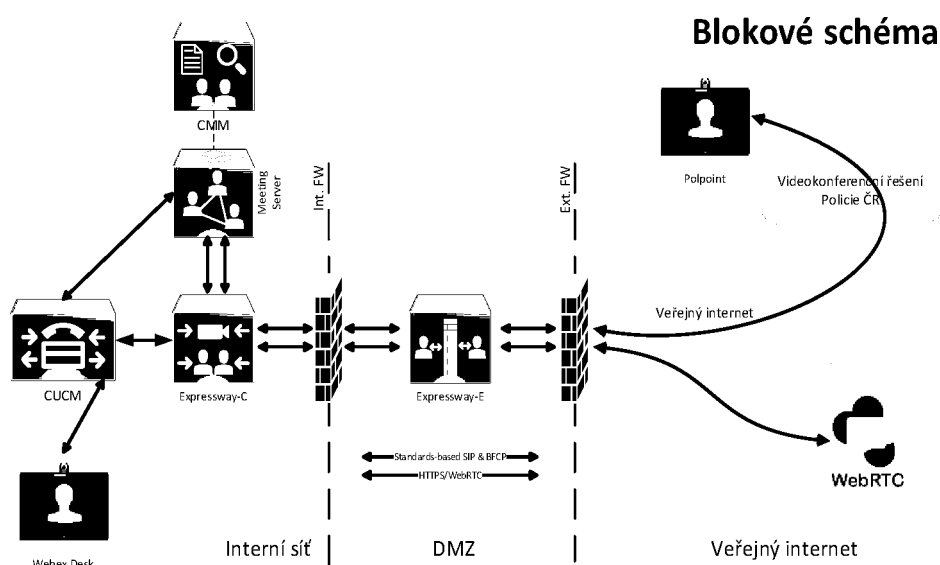 Blokové schéma
CMM
Meeting
Server
Int. FW
Ext. FW
Polpoint
Videokonferenční řešení
Policie ČR
Veřejný internet
CUCM
Expressway-C
Expressway-E
Standards-based SIP & BFCP
HTTPS/WebRTC
WebRTC
Webex Desk
Interní síť
DMZ
Veřejný internet